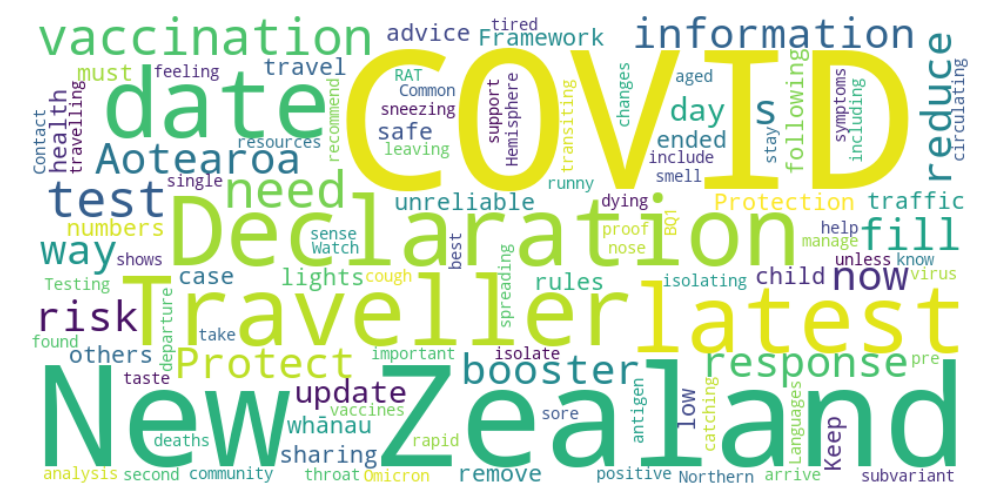 vaccination
advice
tired
Framework
information
must
feeling
travel
RAT
Common
sneezing
support
Hemisphere
COVID
transiting
changes
aged
day
s
following
symptoms
including
reduce
circulating
Contact
health
travelling
date
resources
recommend
safe
leaving
ended
include
smell
stay
Aotearoa
single
need
test
unreliable
runny
dying
Protection
traffic
numbers
Declaration
sense
Watch
best
proof
nose
BQ1
help
manage
fill
way
shows
case
lights
cough
spreading
rules
isolating
child
now
unless
know
virus
Testing
risk
found
departure
Traveller
take
latest
others
taste
Protect
important
isolate
booster
response
pre
New Zealand
update
vaccines
whānau
deaths
sharing
rapid
sore
antigen
low
catching
Languages
Keep
analysis
second
community
throat
Omicron
remove
positive
Northern
arrive
subvariant